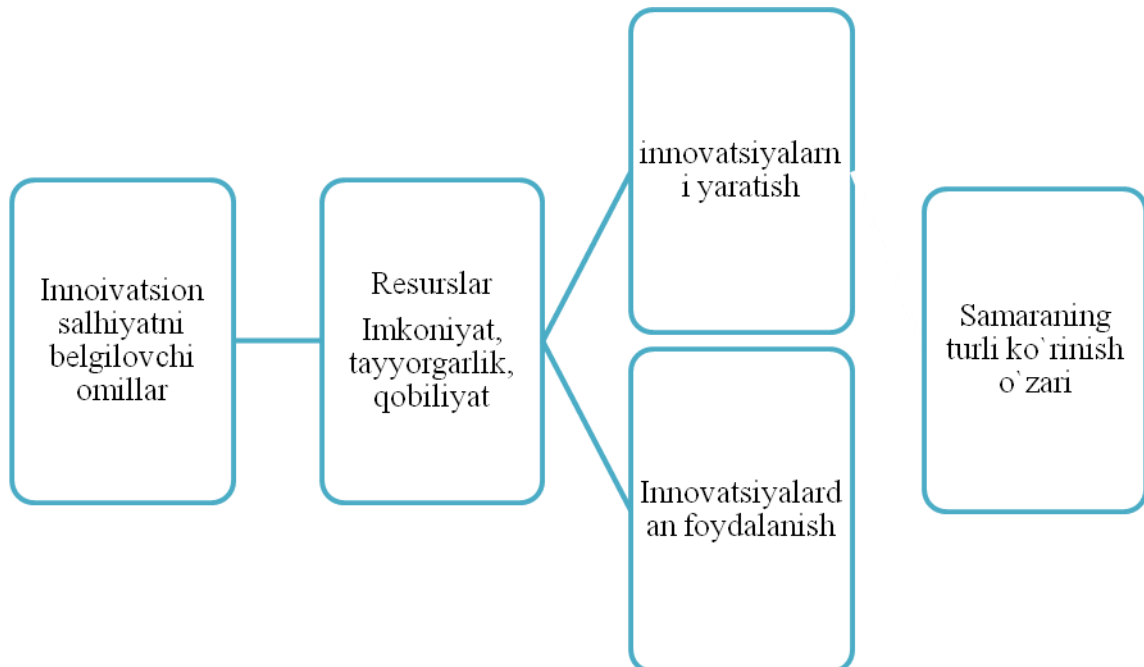 Innoivatsion
salhiyatni
belgilovchi
omillar
Resurslar
Imkoniyat,
tayyorgarlik,
qobiliyat
innovatsiyalarn
i yaratish
Innovatsiyalard
an foydalanish
Samaraning
turli ko`rinish
o`zari